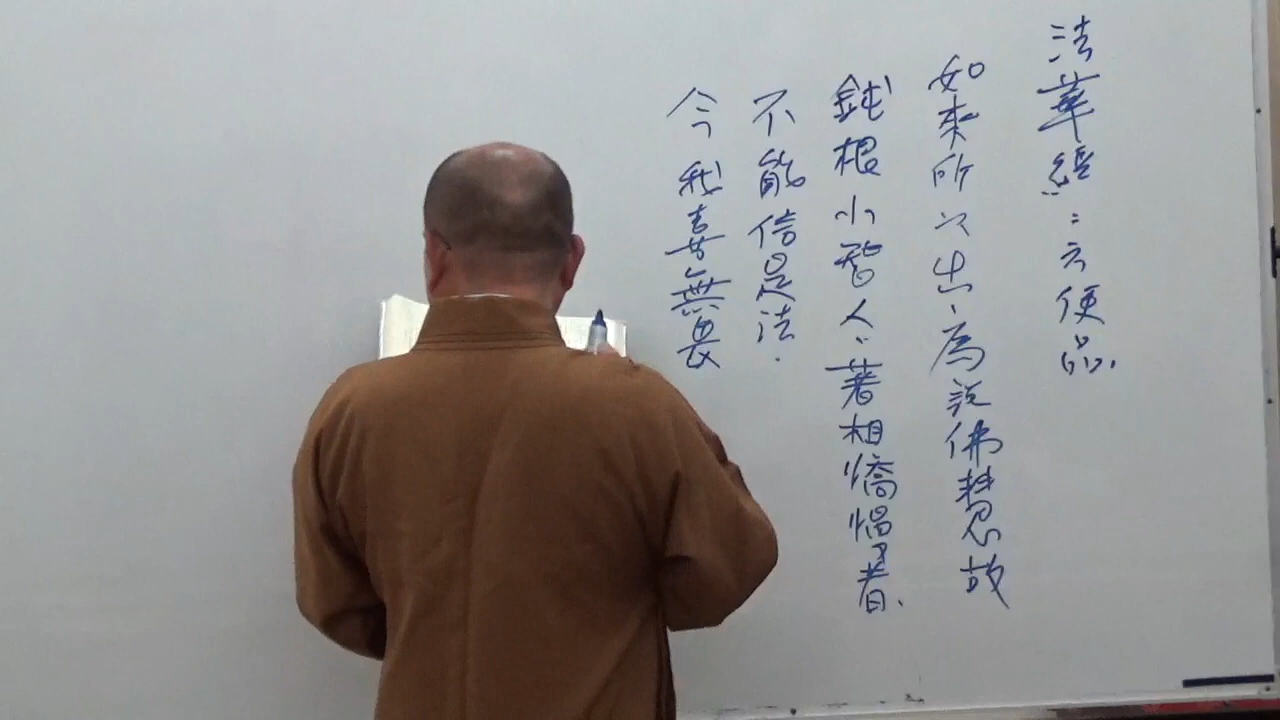 法華經：方便品.
如來所以出、為說佛慧故
鈍根小智人、著相憍慢者、
不能信是法.
今我喜無畏